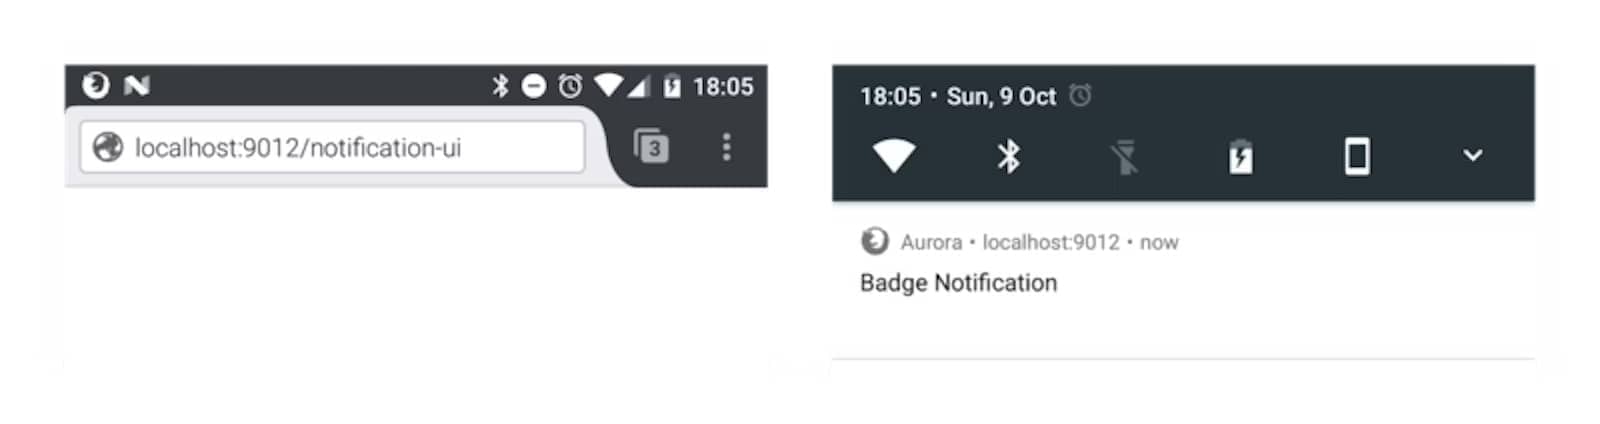 18:05
localhost:9012/notification-ui
3
18:05 • Sun, 9 Oct
Aurora • localhost:9012 • now
Badge Notification